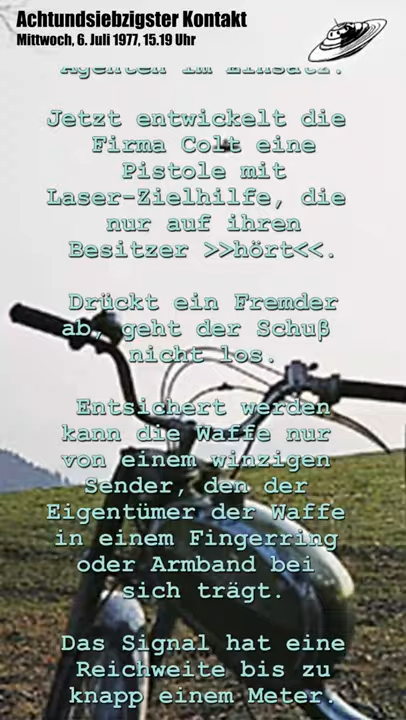 Achtundsiebzigster Kontakt
Mittwoch, 6. Juli 1977, 15.19 Uhr
Agenten im Einsatz.
Jetzt entwickelt die
Firma Colt eine
Pistole mit
Laser-Zielhilfe, die
nur auf ihren
Besitzer >>hört<<.
Drückt ein Fremder
ab, geht der Schuß
nicht los.
Entsichert werden
kann die Waffe nur
von einem winzigen
Sender, den der
Eigentümer der Waffe
in einem Fingerring
oder Armband bei
sich trägt.
Das Signal hat eine
Reichweite bis zu
knapp einem Meter.